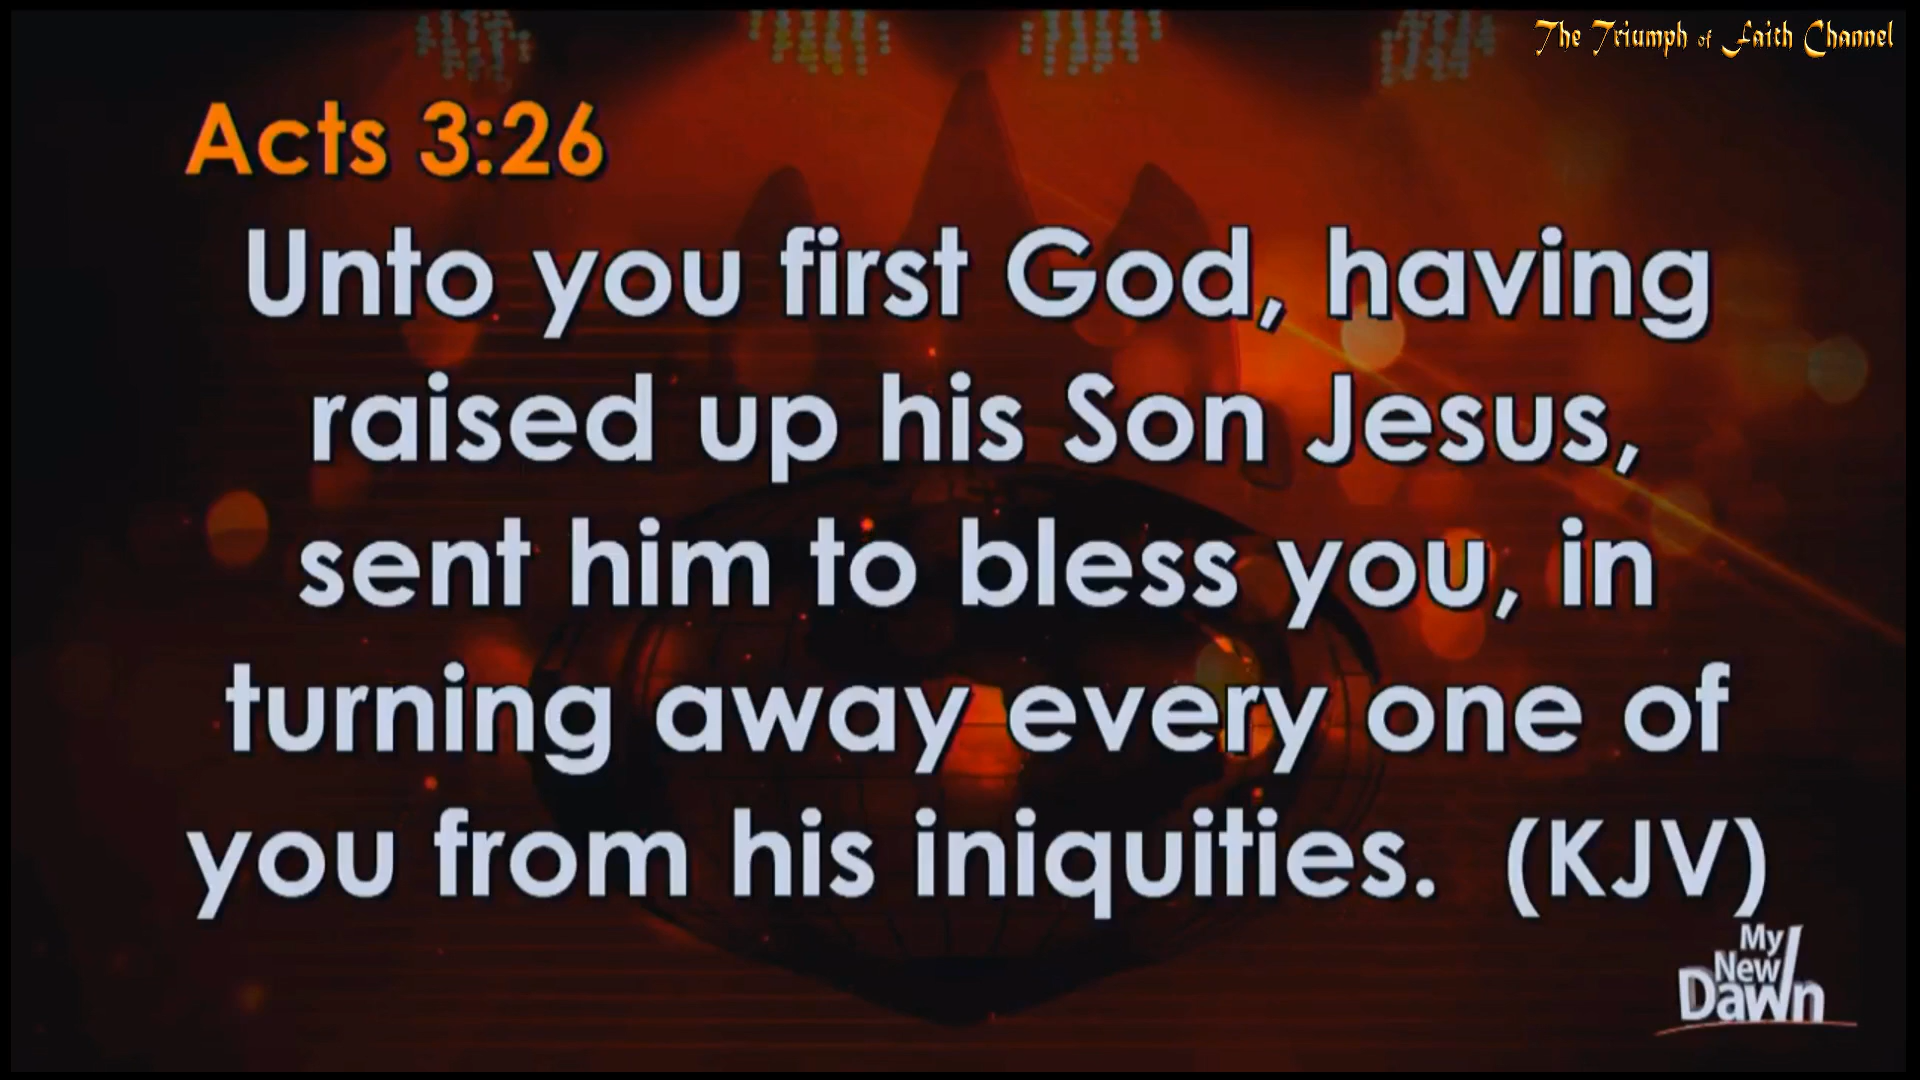 The Triumph of Faith Channel
Acts 3:26
Unto you first God, having
raised up his Son Jesus,
sent him to bless you, in
turning away every one of
you from his iniquities. (KJV)
My
New
Dawn